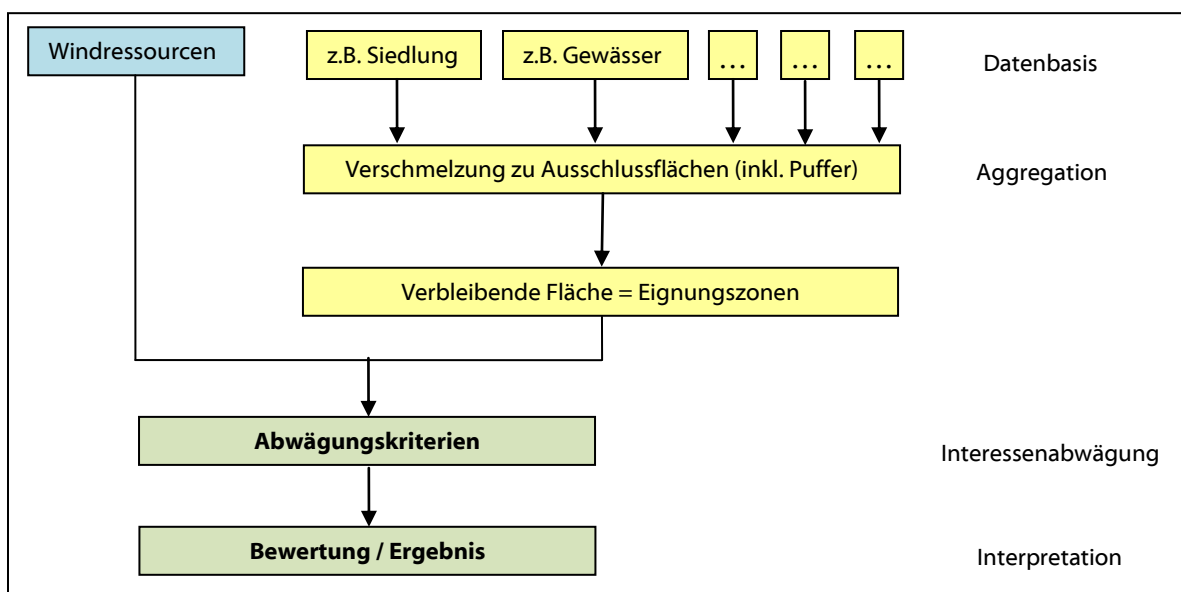 Windressourcen
z.B. Siedlung
z.B. Gewässer
...
...
...
Datenbasis
Verschmelzung zu Ausschlussflächen (inkl. Puffer)
Aggregation
Verbleibende Fläche = Eignungszonen
Abwägungskriterien
Interessenabwägung
Bewertung / Ergebnis
Interpretation